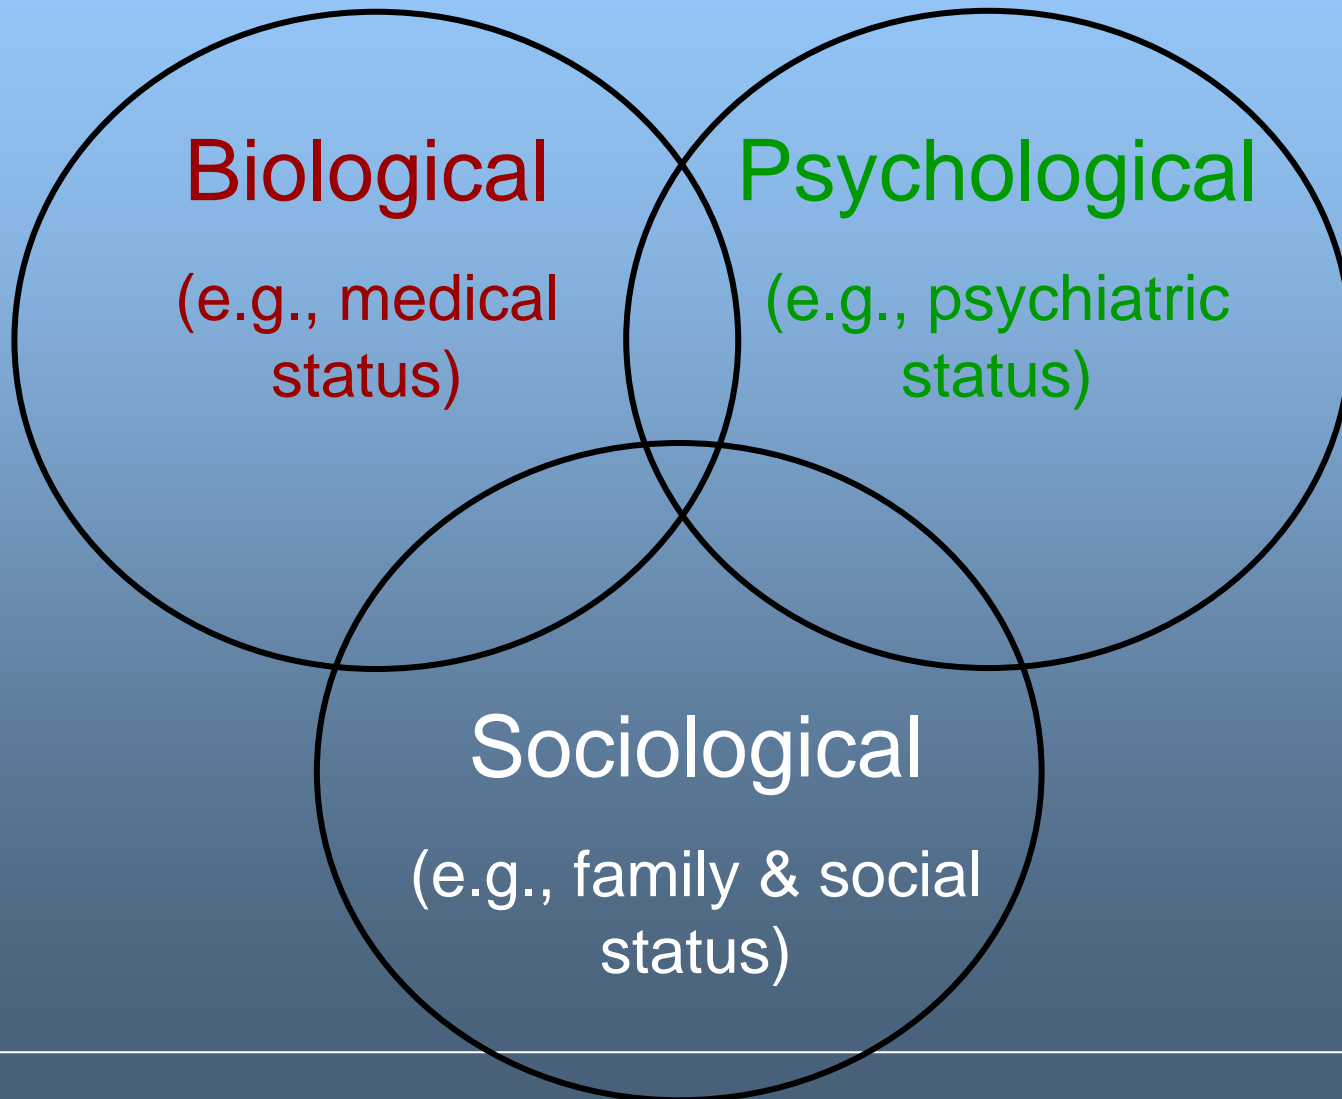 Biological
(e.g., medical
status)
Psychological
(e.g., psychiatric
status)
Sociological
(e.g., family & social
status)